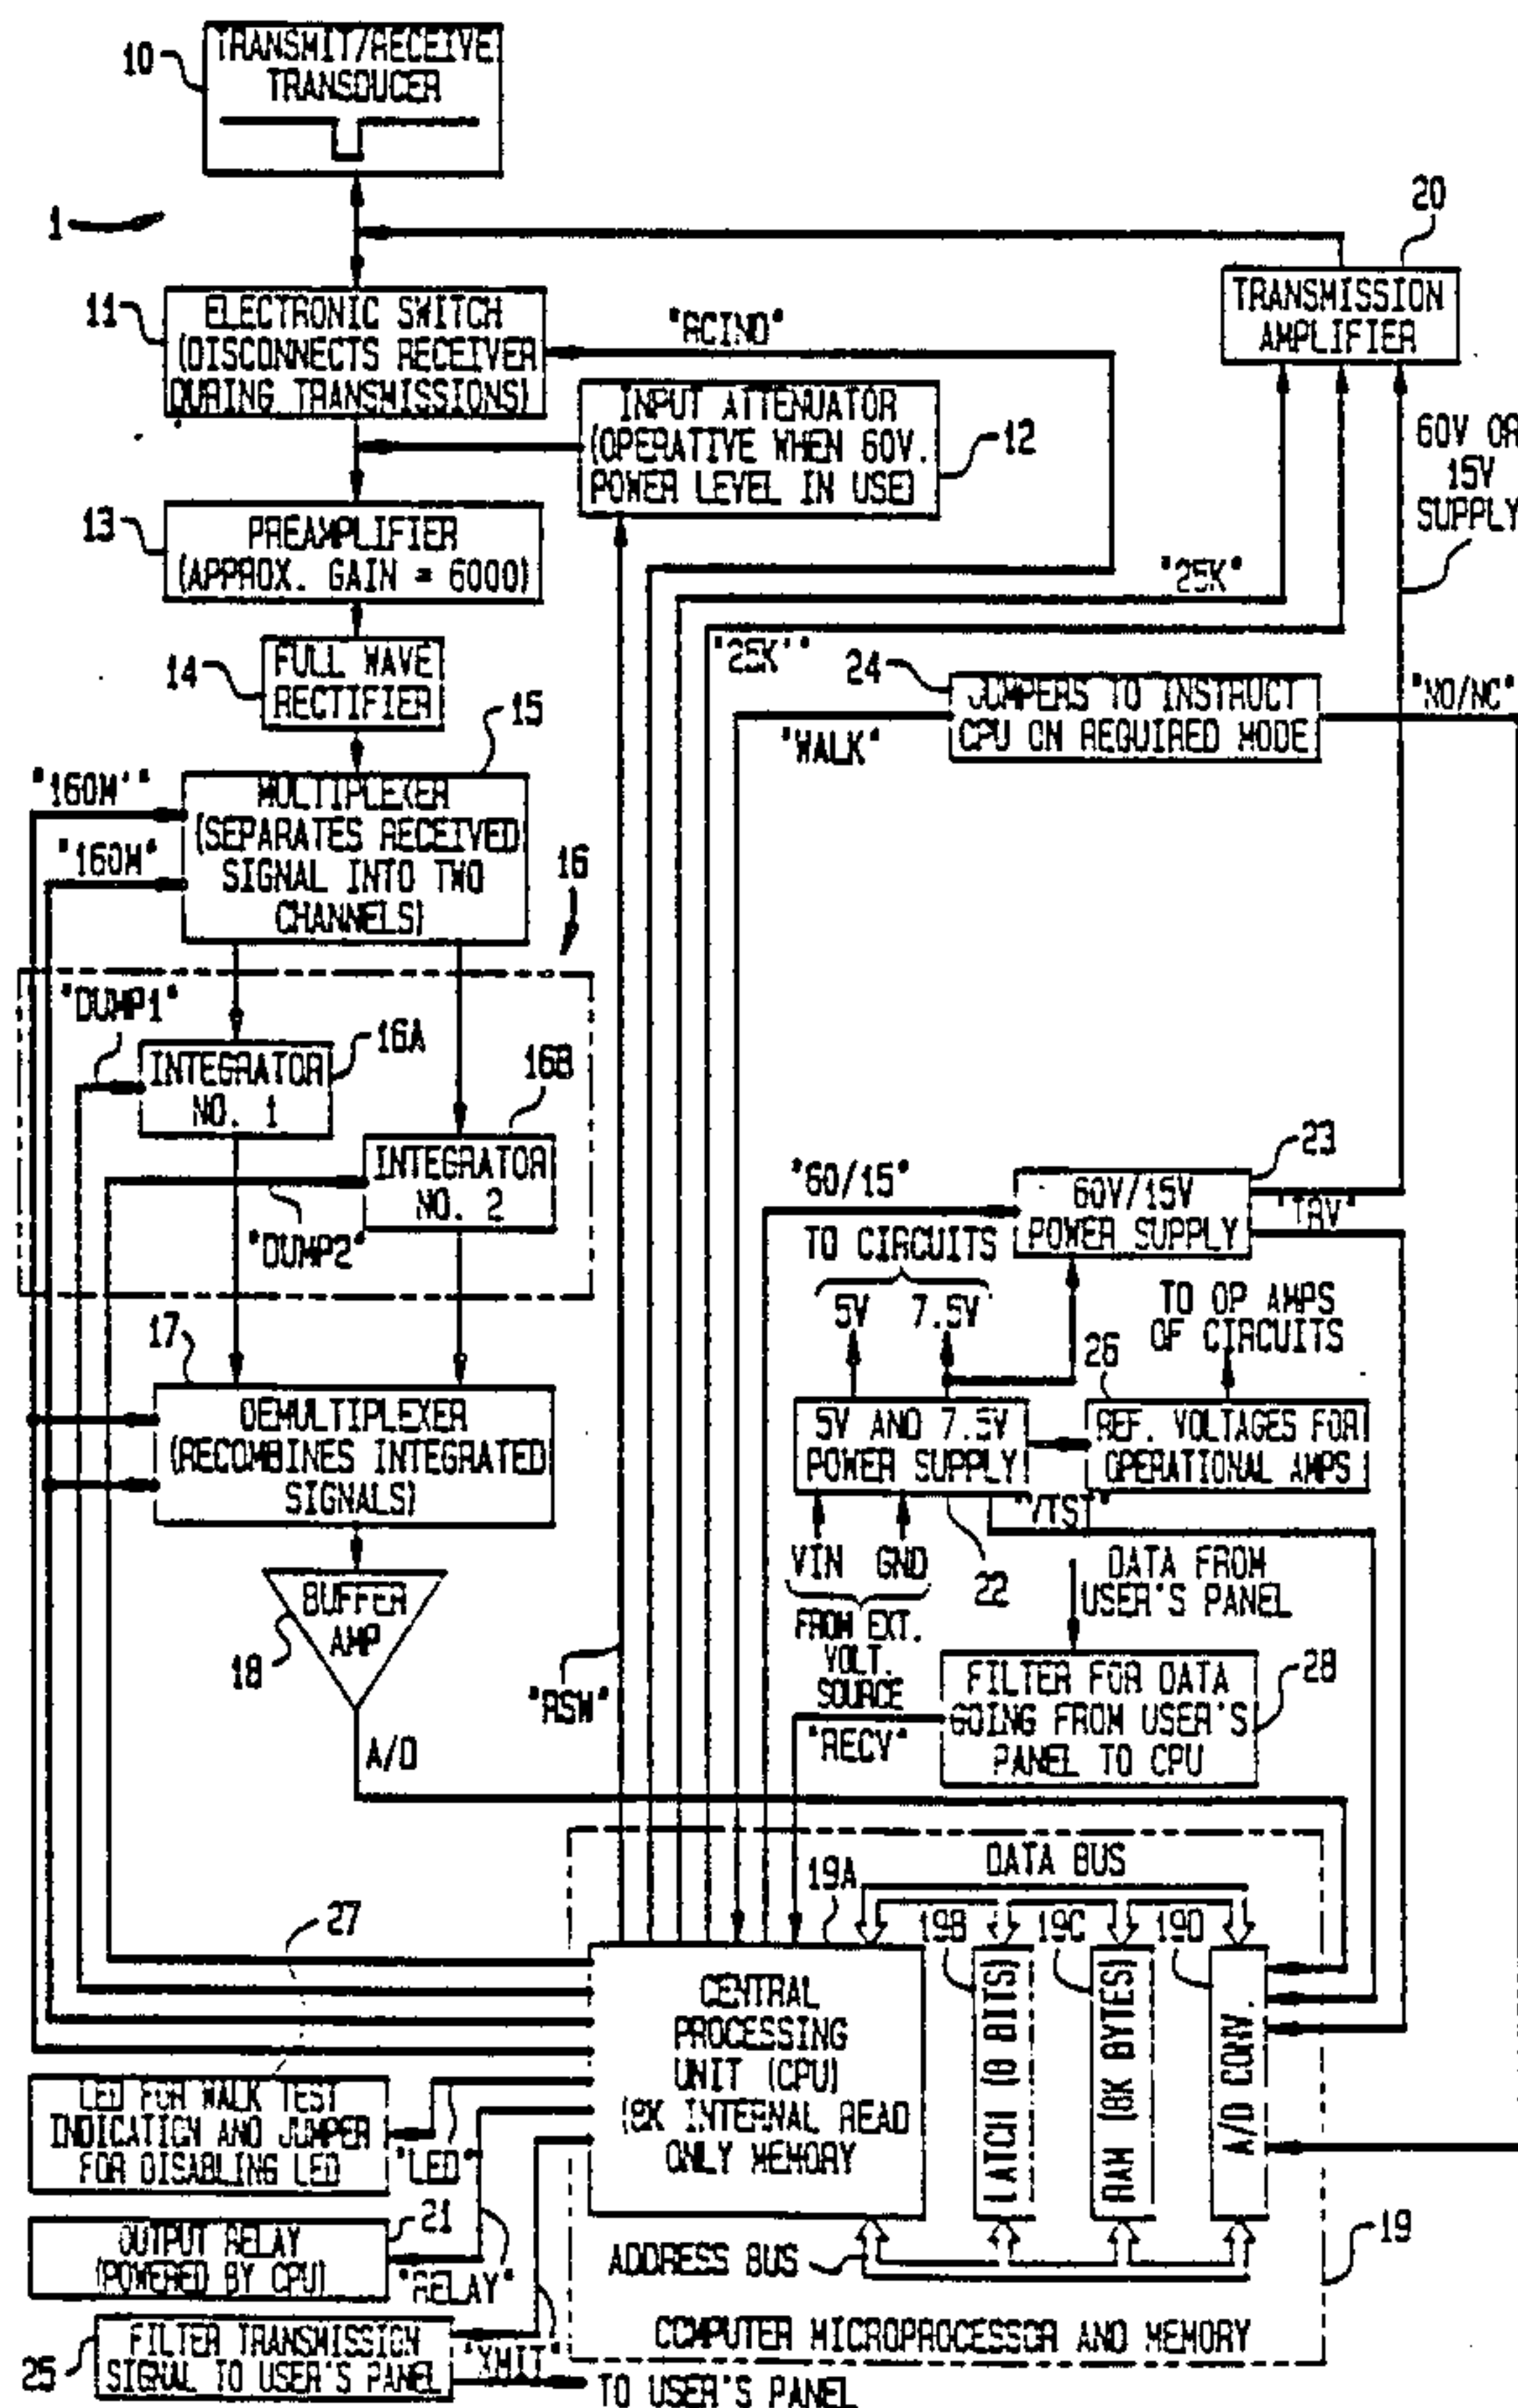 10
TRANSMIT/RECEIVE
TRANSDUCER
1
20
TRANSMISSION
AMPLIFIER
11
ELECTRONIC SWITCH
(DISCONNECTS RECEIVER
DURING TRANSMISSIONS)
"RCIND"
INPUT ATTENUATOR
(OPERATIVE WHEN 60V.
POWER LEVEL IN USE)
12
60V OR
15V
SUPPLY
13
PREAMPLIFIER
(APPROX. GAIN = 6000)
"25K"
"25K'"
14
FULL WAVE
RECTIFIER
24
JUMPERS TO INSTRUCT
CPU ON REQUIRED MODE
"NO/NC"
"WALK"
15
"160M'"
"160M"
MULTIPLEXER
(SEPARATES RECEIVED
SIGNAL INTO TWO
CHANNELS)
16
"DUMP1"
INTEGRATOR
NO. 1
16A
16B
INTEGRATOR
NO. 2
"DUMP2"
23
"60/15"
60V/15V
POWER SUPPLY
"TRV"
TO CIRCUITS
5V
7.5V
TO OP AMPS
OF CIRCUITS
17
DEMULTIPLEXER
(RECOMBINES INTEGRATED
SIGNALS)
26
5V AND 7.5V
POWER SUPPLY
REF. VOLTAGES FOR
OPERATIONAL AMPS
"/TST"
VIN
GND
22
FROM EXT.
VOLT.
SOURCE
DATA FROM
USER'S PANEL
BUFFER
AMP
18
"RSW"
"RECV"
FILTER FOR DATA
GOING FROM USER'S
PANEL TO CPU
28
A/D
DATA BUS
19A
19B
19C
19D
27
CENTRAL
PROCESSING
UNIT (CPU)
(8K INTERNAL READ
ONLY MEMORY
LATCH (8 BITS)
RAM (8K BYTES)
A/D CONV.
LED FOR WALK TEST
INDICATION AND JUMPER
FOR DISABLING LED
"LED"
21
OUTPUT RELAY
(POWERED BY CPU)
"RELAY"
ADDRESS BUS
19
COMPUTER MICROPROCESSOR AND MEMORY
25
FILTER TRANSMISSION
SIGNAL TO USER'S PANEL
"XMIT"
TO USER'S PANEL